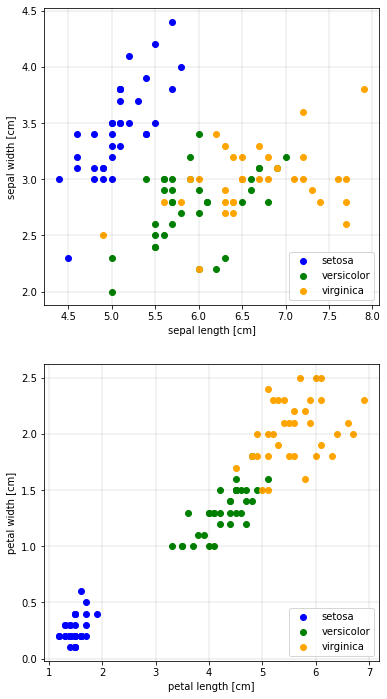 4.5
4.0
3.5
3.0
2.5
2.0
sepal width [cm]
setosa
versicolor
virginica
4.5 5.0 5.5 6.0 6.5 7.0 7.5 8.0
sepal length [cm]
2.5
2.0
1.5
1.0
0.5
0.0
petal width [cm]
setosa
versicolor
virginica
1 2 3 4 5 6 7
petal length [cm]